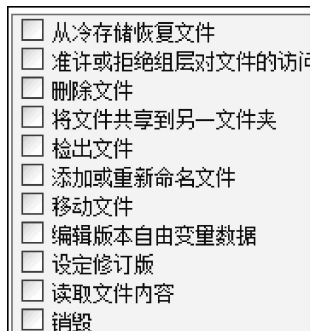 从冷存储恢复文件
准许或拒绝组层对文件的访问
删除文件
将文件共享到另一文件夹
检出文件
添加或重新命名文件
移动文件
编辑版本自由变量数据
设定修订版
读取文件内容
销毁